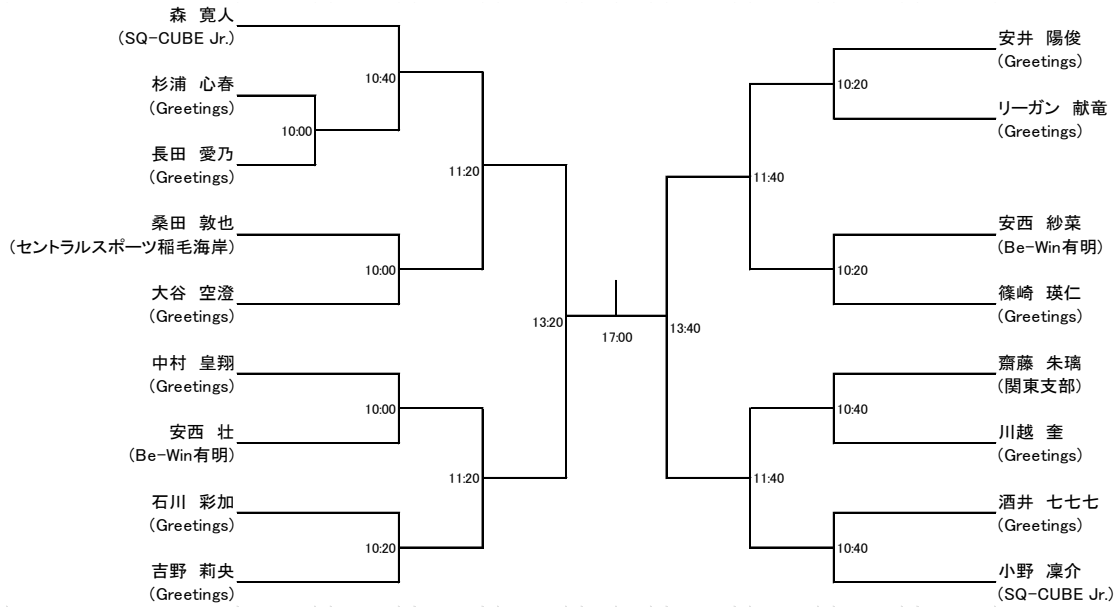 森　寛人
(SQ-CUBE Jr.)
10:40
杉浦　心春
(Greetings)
10:00
長田　愛乃
(Greetings)
11:20
桑田　敦也
(セントラルスポーツ稲毛海岸)
10:00
大谷　空澄
(Greetings)
13:20
中村　皇翔
(Greetings)
10:00
安西　壮
(Be-Win有明)
11:20
石川　彩加
(Greetings)
10:20
吉野　莉央
(Greetings)
17:00
安井　陽俊
(Greetings)
10:20
リーガン　献竜
(Greetings)
11:40
安西　紗菜
(Be-Win有明)
10:20
篠崎　瑛仁
(Greetings)
13:40
齋藤　朱璃
(関東支部)
10:40
川越　奎
(Greetings)
11:40
酒井　七七七
(Greetings)
10:40
小野　凜介
(SQ-CUBE Jr.)